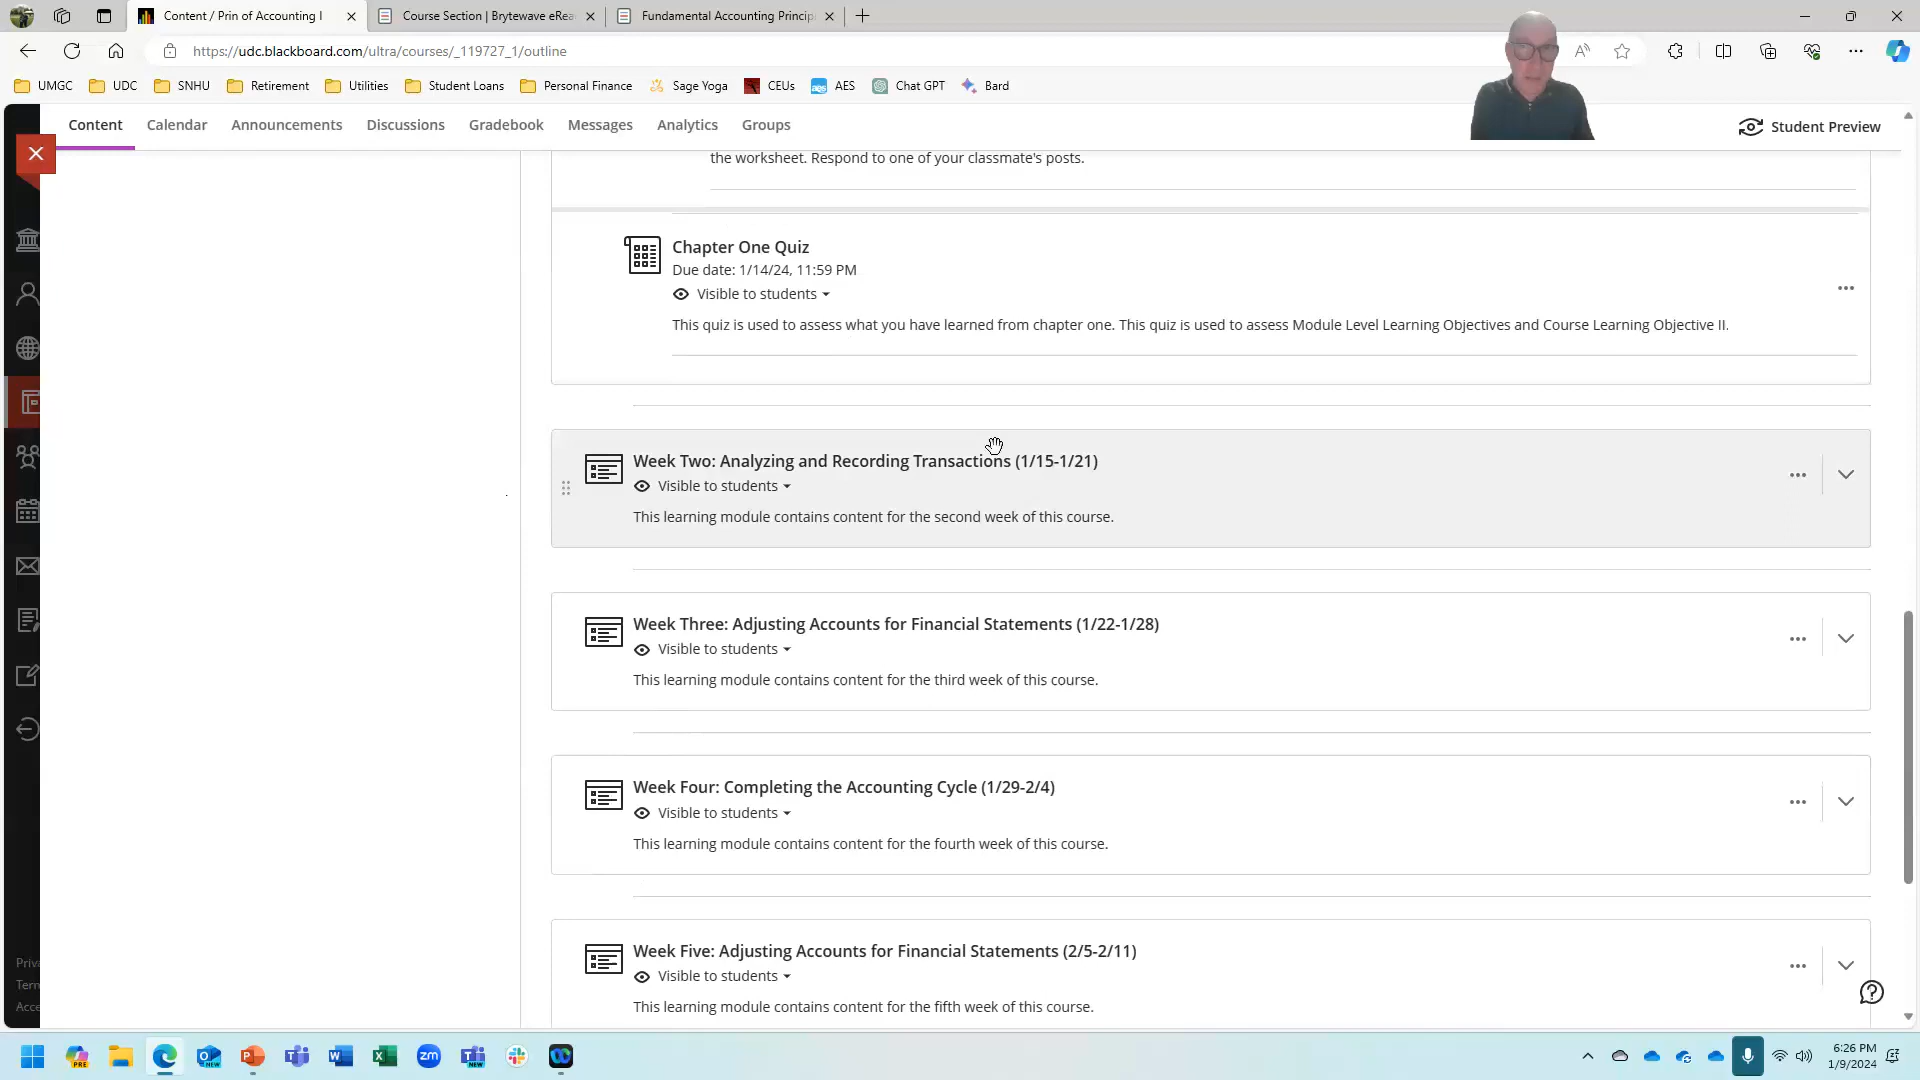 Content / Prin of Accounting I
Course Section | Brytewave eRea
Fundamental Accounting Princip
https://udc.blackboard.com/ultra/courses/_119727_1/outline
UMGC
UDC
SNHU
Retirement
Utilities
Student Loans
Personal Finance
Sage Yoga
CEUs
AES
Chat GPT
Bard
Content
Calendar
Announcements
Discussions
Gradebook
Messages
Analytics
Groups
Student Preview
the worksheet. Respond to one of your classmate's posts.
Chapter One Quiz
Due date: 1/14/24, 11:59 PM
Visible to students
This quiz is used to assess what you have learned from chapter one. This quiz is used to assess Module Level Learning Objectives and Course Learning Objective II.
Week Two: Analyzing and Recording Transactions (1/15-1/21)
Visible to students
This learning module contains content for the second week of this course.
Week Three: Adjusting Accounts for Financial Statements (1/22-1/28)
Visible to students
This learning module contains content for the third week of this course.
Week Four: Completing the Accounting Cycle (1/29-2/4)
Visible to students
This learning module contains content for the fourth week of this course.
Week Five: Adjusting Accounts for Financial Statements (2/5-2/11)
Visible to students
This learning module contains content for the fifth week of this course.
Priva
Term
Acce
6:26 PM
1/9/2024